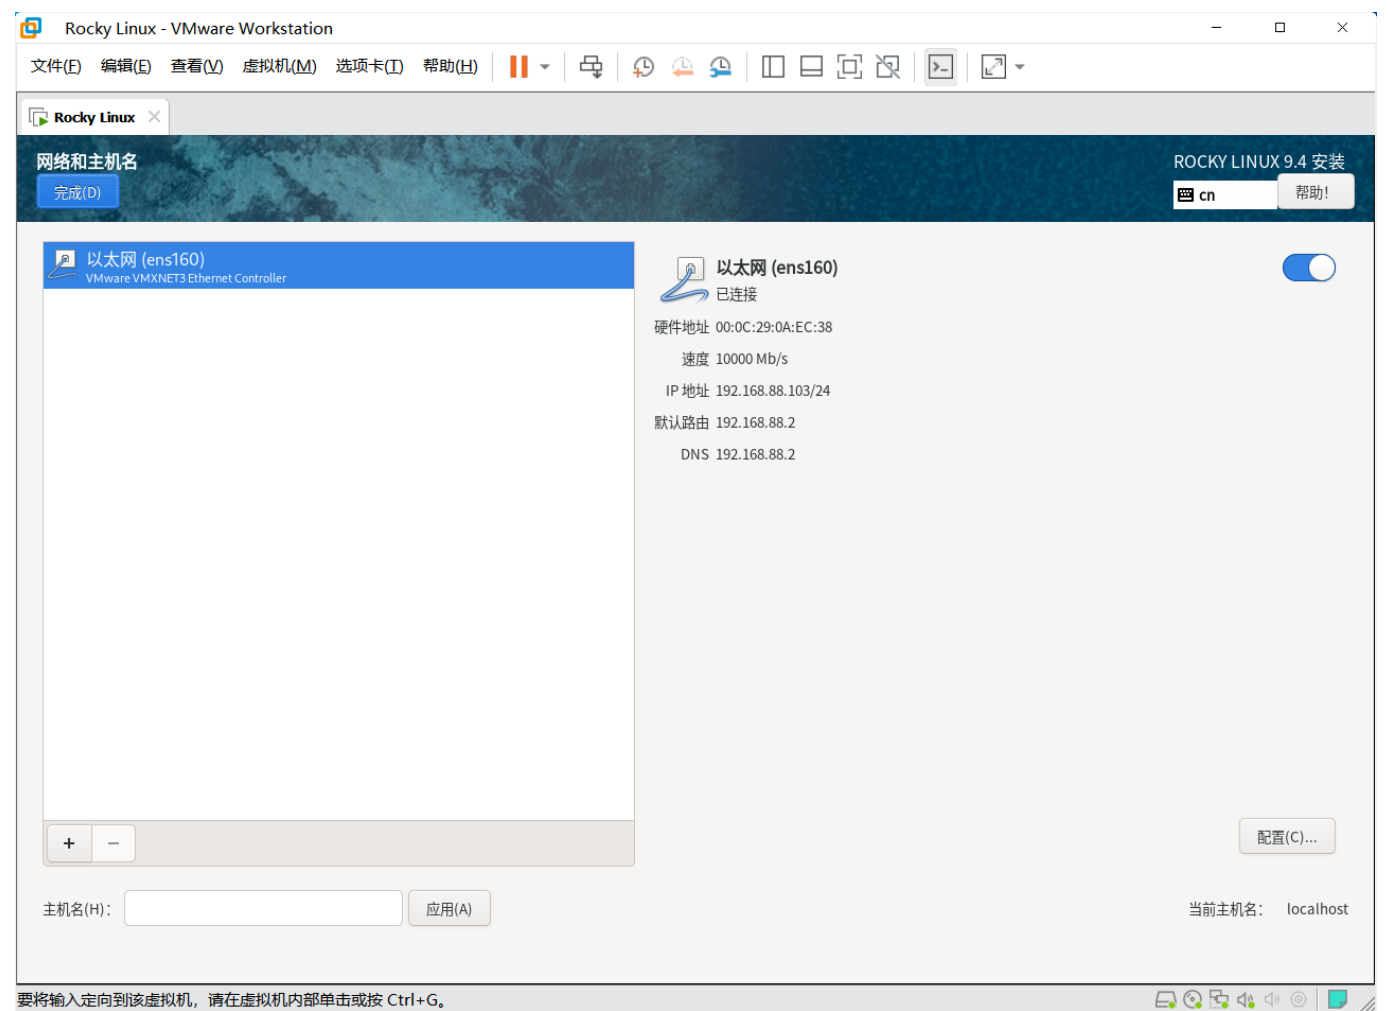 Rocky Linux - VMware Workstation
文件(F) 编辑(E) 查看(V) 虚拟机(M) 选项卡(T) 帮助(H)
Rocky Linux
网络和主机名
ROCKY LINUX 9.4 安装
完成(D)
cn
帮助!
以太网 (ens160)
VMware VMXNET3 Ethernet Controller
以太网 (ens160)
已连接
硬件地址 00:0C:29:0A:EC:38
速度 10000 Mb/s
IP 地址 192.168.88.103/24
默认路由 192.168.88.2
DNS 192.168.88.2
+ −
配置(C)...
主机名(H): 应用(A) 当前主机名: localhost
要将输入定向到该虚拟机，请在虚拟机内部单击或按 Ctrl+G。